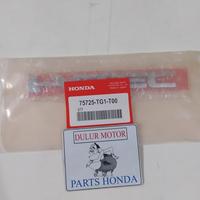 HONDA
75725-TG1-T00
DULUR MOTOR
PARTS HONDA